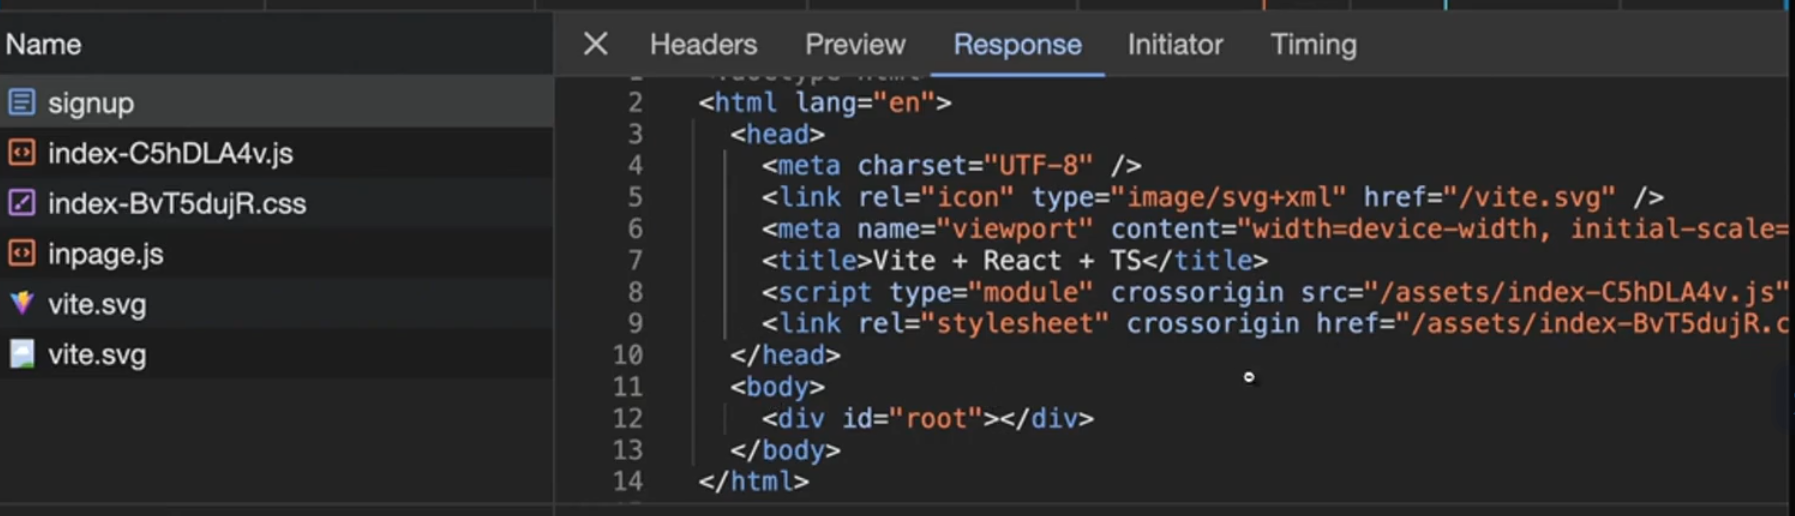 Name
signup
index-C5hDLA4v.js
index-BvT5dujR.css
inpage.js
vite.svg
vite.svg
Headers Preview Response Initiator Timing
2 <html lang="en">
3 <head>
4 <meta charset="UTF-8" />
5 <link rel="icon" type="image/svg+xml" href="/vite.svg" />
6 <meta name="viewport" content="width=device-width, initial-scale=
7 <title>Vite + React + TS</title>
8 <script type="module" crossorigin src="/assets/index-C5hDLA4v.js"
9 <link rel="stylesheet" crossorigin href="/assets/index-BvT5dujR.c
10 </head>
11 <body>
12 <div id="root"></div>
13 </body>
14 </html>